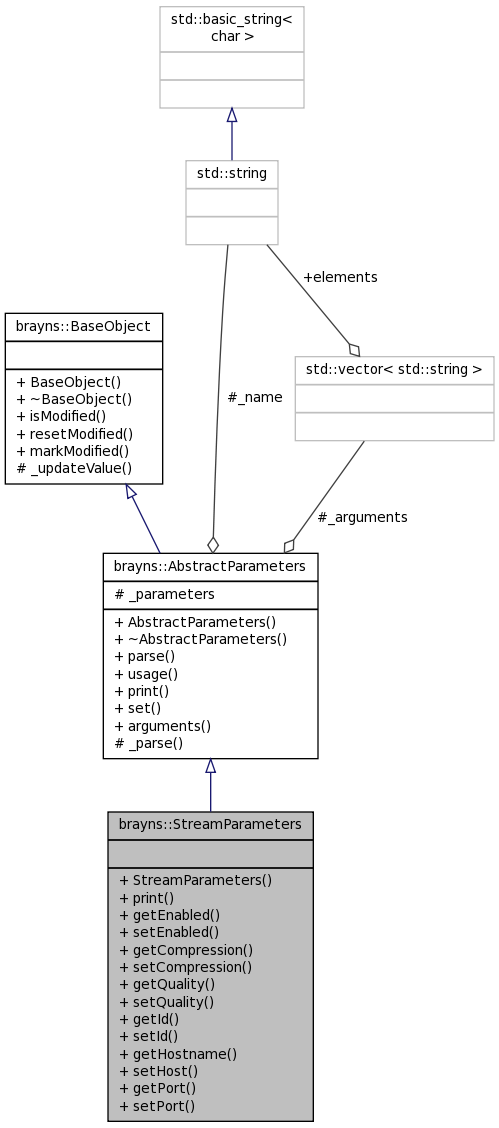 std::basic_string<
char >
std::string
+elements
brayns::BaseObject
+ BaseObject()
+ ~BaseObject()
+ isModified()
+ resetModified()
+ markModified()
# _updateValue()
std::vector< std::string >
#_name
#_arguments
brayns::AbstractParameters
# _parameters
+ AbstractParameters()
+ ~AbstractParameters()
+ parse()
+ usage()
+ print()
+ set()
+ arguments()
# _parse()
brayns::StreamParameters
+ StreamParameters()
+ print()
+ getEnabled()
+ setEnabled()
+ getCompression()
+ setCompression()
+ getQuality()
+ setQuality()
+ getId()
+ setId()
+ getHostname()
+ setHost()
+ getPort()
+ setPort()